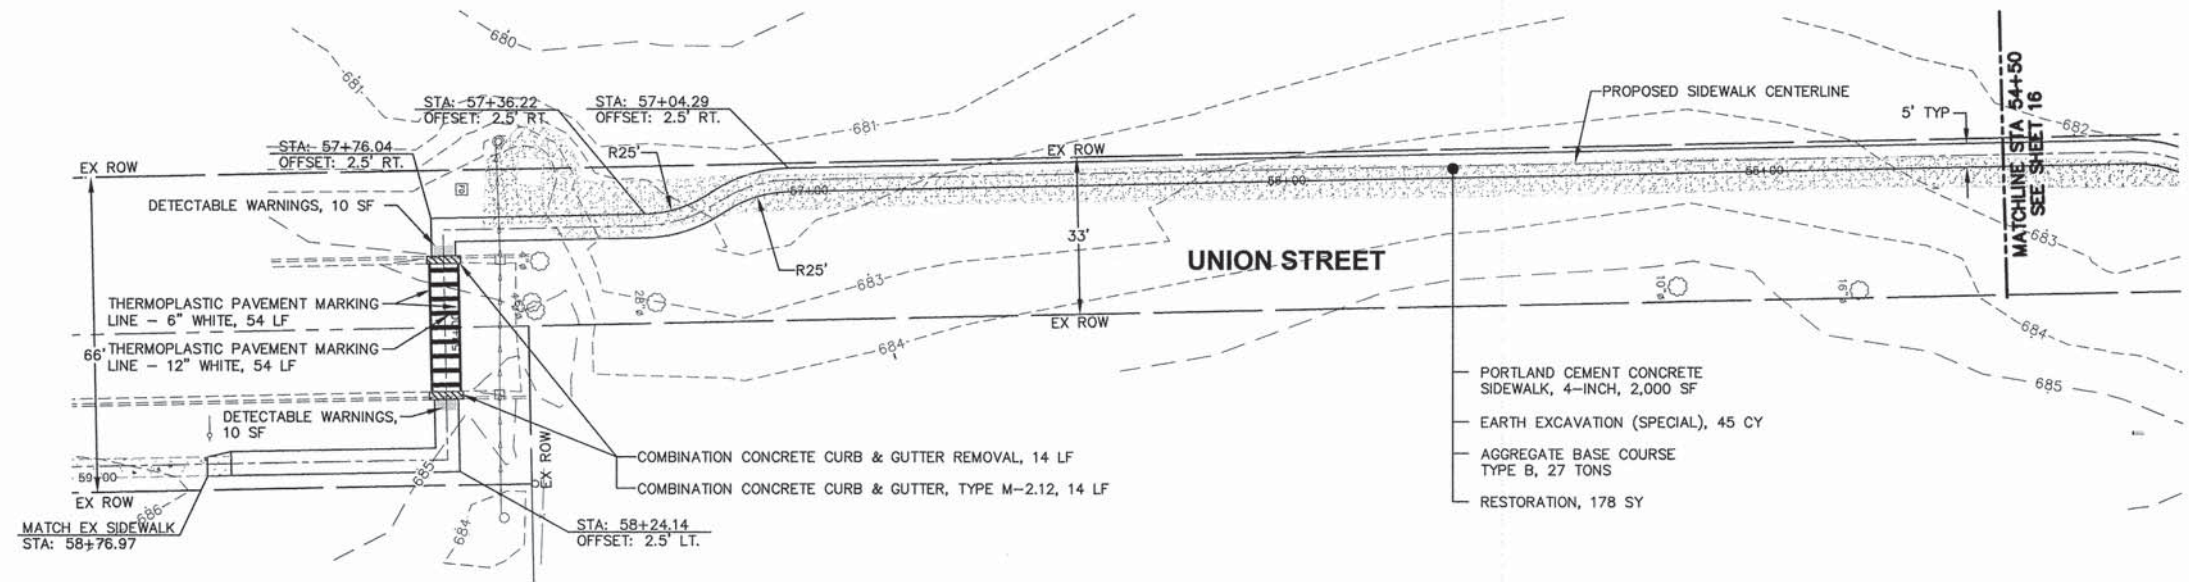 680
681
STA: 57+36.22
OFFSET: 2.5' RT.
STA: 57+04.29
OFFSET: 2.5' RT.
681
PROPOSED SIDEWALK CENTERLINE
5' TYP
MATCHLINE STA 54+50
SEE SHEET 16
682
STA: 57+76.04
OFFSET: 2.5' RT.
R25'
EX ROW
EX ROW
57+00
56+00
DETECTABLE WARNINGS, 10 SF
33'
UNION STREET
683
R25'
683
THERMOPLASTIC PAVEMENT MARKING
LINE – 6" WHITE, 54 LF
28"ø
10"ø
16"ø
EX ROW
684
684
66'
THERMOPLASTIC PAVEMENT MARKING
LINE – 12" WHITE, 54 LF
PORTLAND CEMENT CONCRETE
SIDEWALK, 4–INCH, 2,000 SF
685
DETECTABLE WARNINGS,
10 SF
EARTH EXCAVATION (SPECIAL), 45 CY
COMBINATION CONCRETE CURB & GUTTER REMOVAL, 14 LF
AGGREGATE BASE COURSE
TYPE B, 27 TONS
685
EX ROW
59+00
COMBINATION CONCRETE CURB & GUTTER, TYPE M–2.12, 14 LF
RESTORATION, 178 SY
EX ROW
686
MATCH EX SIDEWALK
STA: 58+76.97
684
STA: 58+24.14
OFFSET: 2.5' LT.